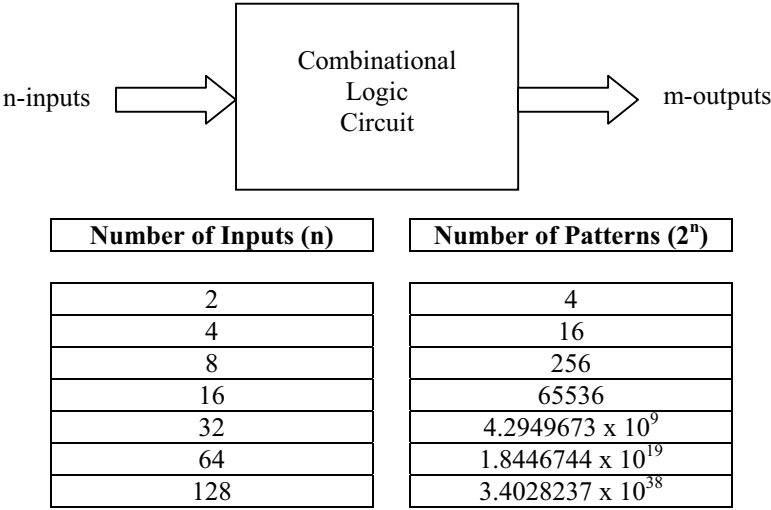 Combinational
Logic
Circuit
n-inputs
m-outputs
Number of Inputs (n) Number of Patterns (2ⁿ)
2 4
4 16
8 256
16 65536
32 4.2949673 x 10⁹
64 1.8446744 x 10¹⁹
128 3.4028237 x 10³⁸